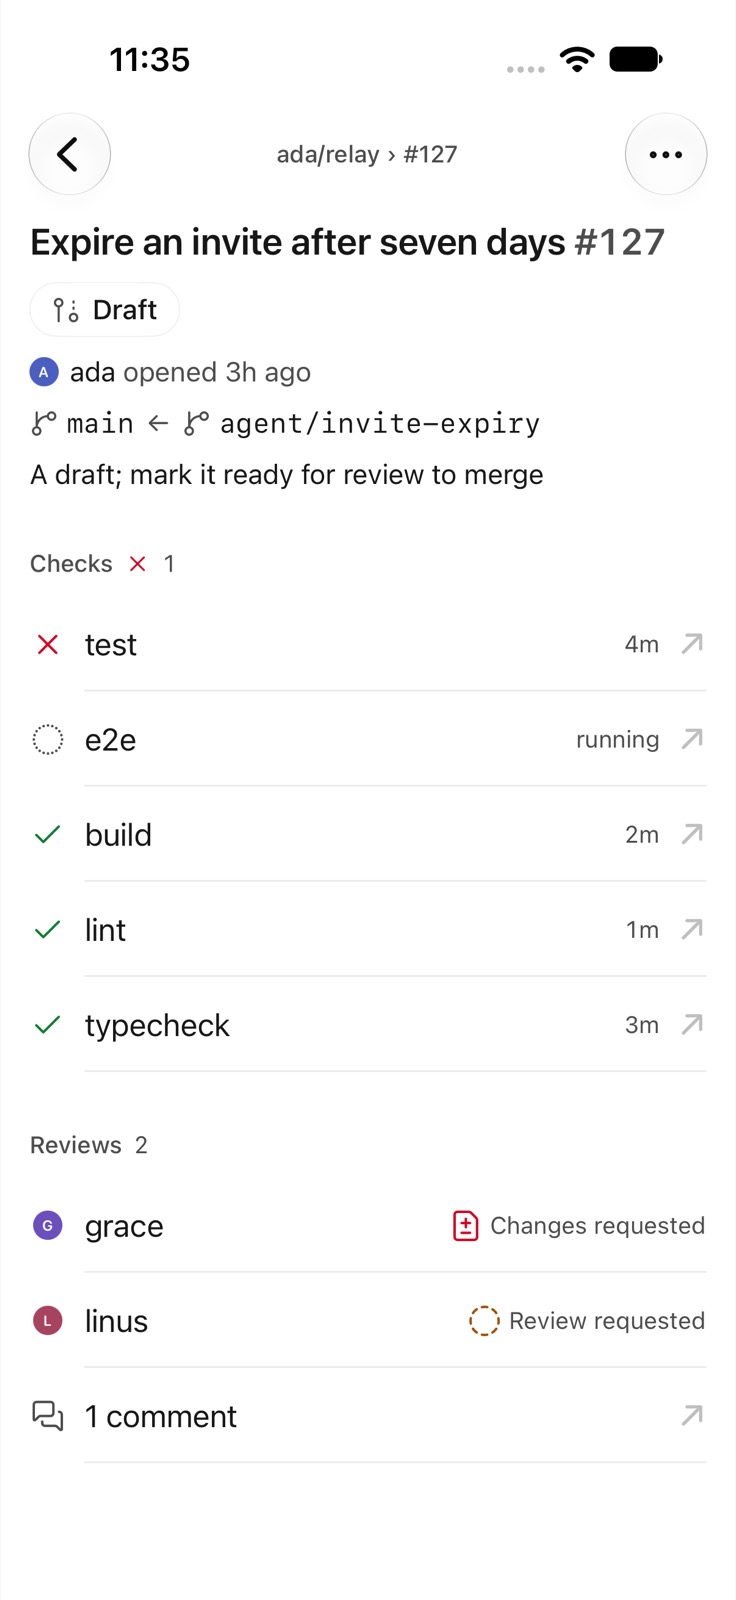 11:35
ada/relay › #127
Expire an invite after seven days #127
Draft
A ada opened 3h ago
main ← agent/invite-expiry
A draft; mark it ready for review to merge
Checks 1
test 4m
e2e running
build 2m
lint 1m
typecheck 3m
Reviews 2
G grace Changes requested
L linus Review requested
1 comment